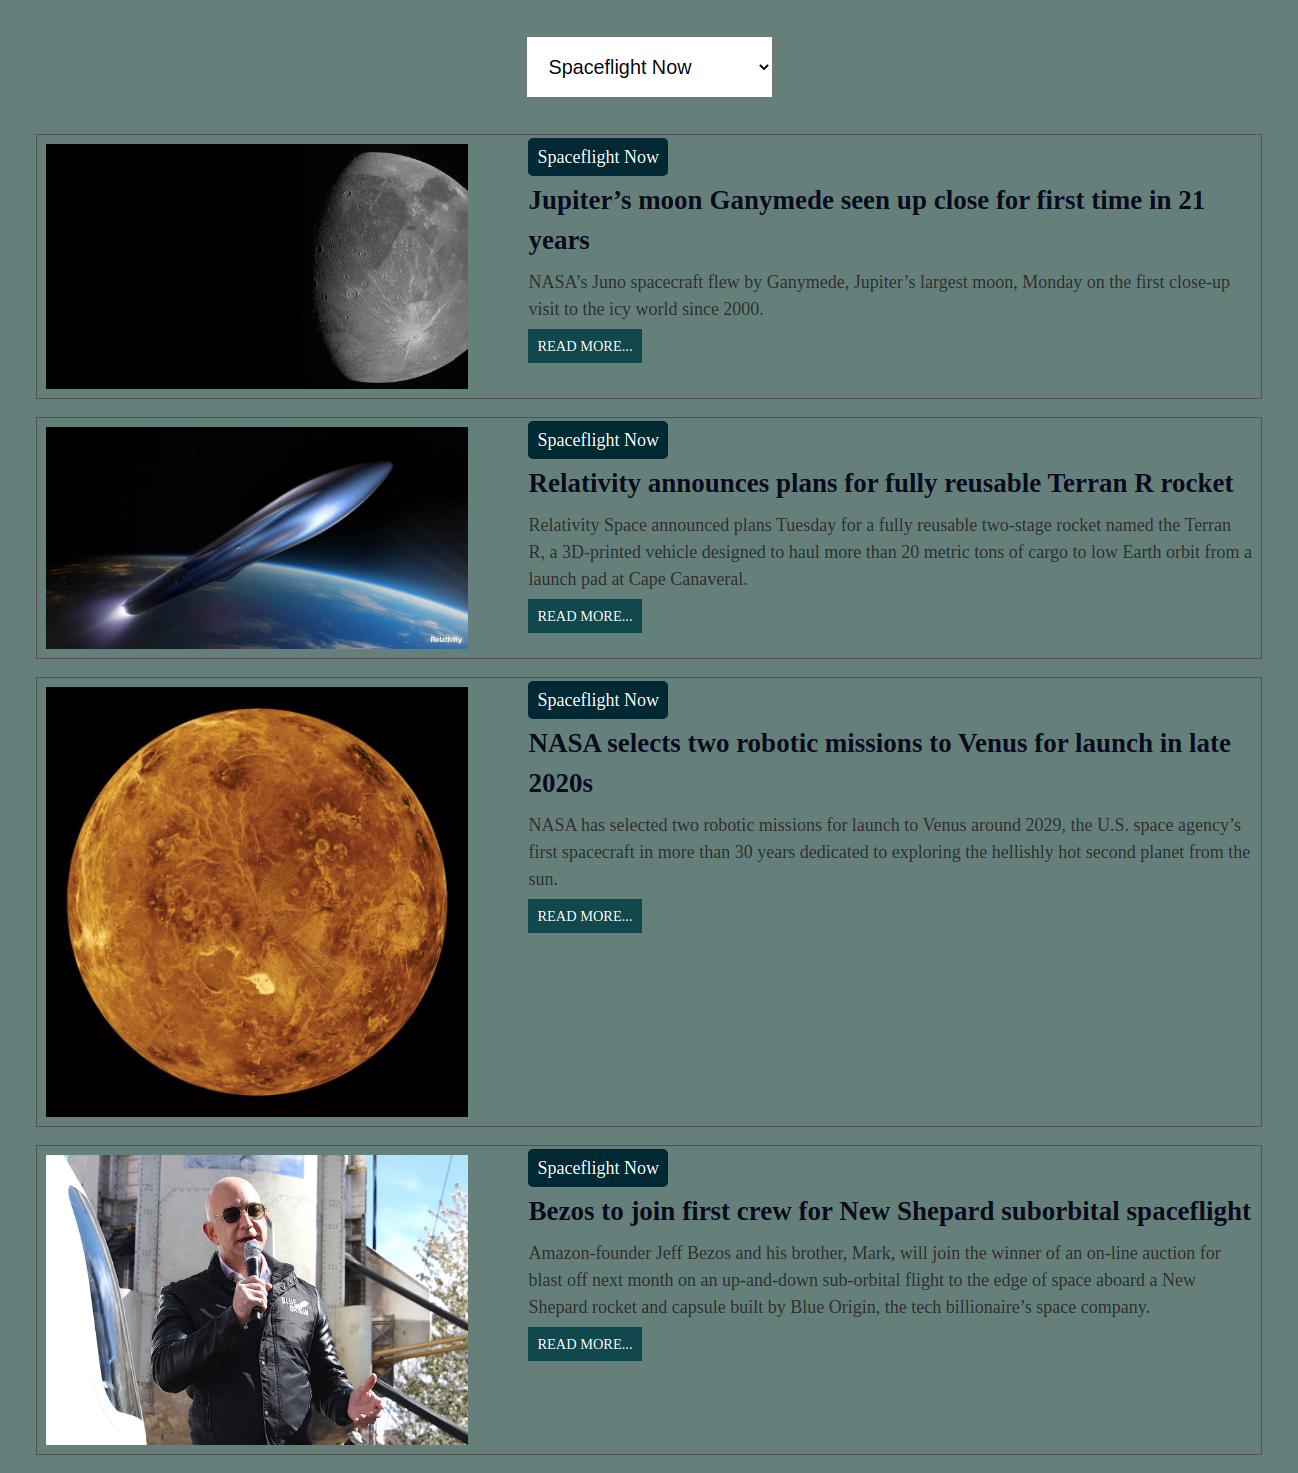 Spaceflight Now
Spaceflight Now
Jupiter’s moon Ganymede seen up close for first time in 21
years
NASA’s Juno spacecraft flew by Ganymede, Jupiter’s largest moon, Monday on the first close-up
visit to the icy world since 2000.
READ MORE...
Spaceflight Now
Relativity announces plans for fully reusable Terran R rocket
Relativity Space announced plans Tuesday for a fully reusable two-stage rocket named the Terran
R, a 3D-printed vehicle designed to haul more than 20 metric tons of cargo to low Earth orbit from a
launch pad at Cape Canaveral.
READ MORE...
Relativity
Spaceflight Now
NASA selects two robotic missions to Venus for launch in late
2020s
NASA has selected two robotic missions for launch to Venus around 2029, the U.S. space agency’s
first spacecraft in more than 30 years dedicated to exploring the hellishly hot second planet from the
sun.
READ MORE...
Spaceflight Now
Bezos to join first crew for New Shepard suborbital spaceflight
Amazon-founder Jeff Bezos and his brother, Mark, will join the winner of an on-line auction for
blast off next month on an up-and-down sub-orbital flight to the edge of space aboard a New
Shepard rocket and capsule built by Blue Origin, the tech billionaire’s space company.
READ MORE...
BLUE
ORIGIN